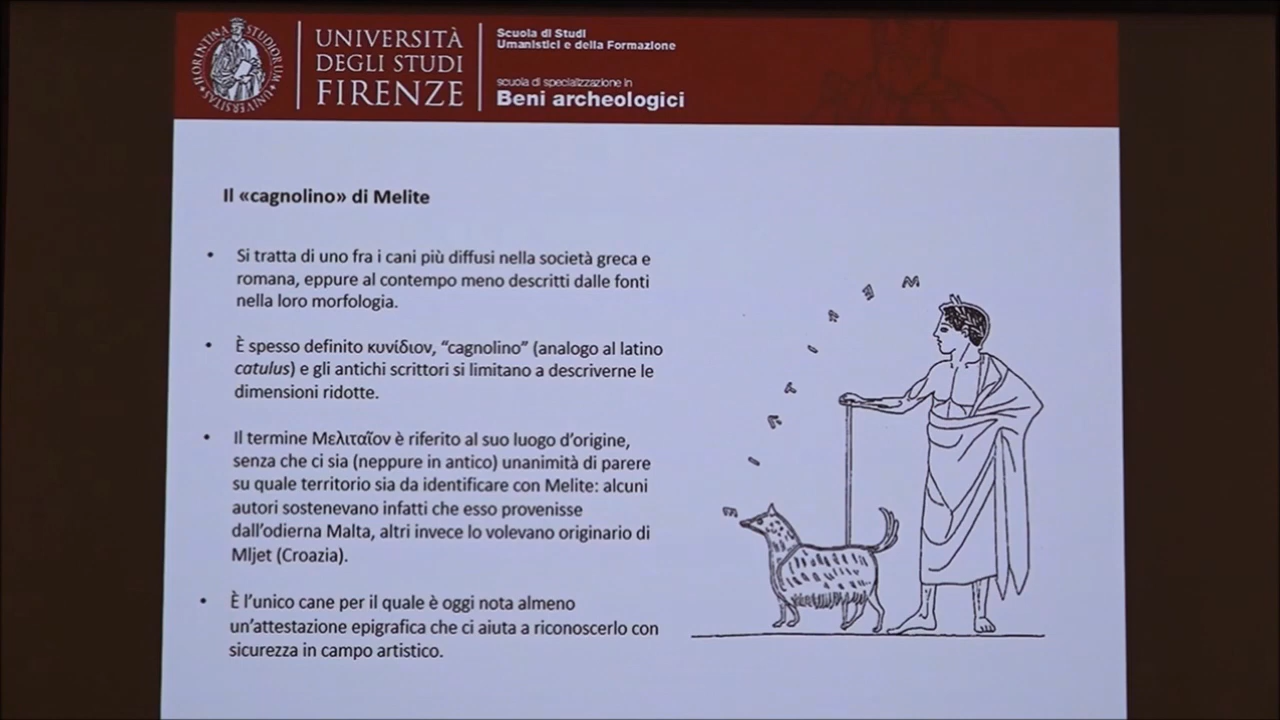 UNIVERSITÀ
DEGLI STUDI
FIRENZE
Scuola di Studi
Umanistici e della Formazione
scuola di specializzazione in
Beni archeologici
FLORENTINA STUDIORUM UNIVERSITAS
Il «cagnolino» di Melite
• Si tratta di uno fra i cani più diffusi nella società greca e
romana, eppure al contempo meno descritti dalle fonti
nella loro morfologia.
• È spesso definito κυνίδιον, “cagnolino” (analogo al latino
catulus) e gli antichi scrittori si limitano a descriverne le
dimensioni ridotte.
• Il termine Μελιταῖον è riferito al suo luogo d’origine,
senza che ci sia (neppure in antico) unanimità di parere
su quale territorio sia da identificare con Melite: alcuni
autori sostenevano infatti che esso provenisse
dall’odierna Malta, altri invece lo volevano originario di
Mljet (Croazia).
• È l’unico cane per il quale è oggi nota almeno
un’attestazione epigrafica che ci aiuta a riconoscerlo con
sicurezza in campo artistico.